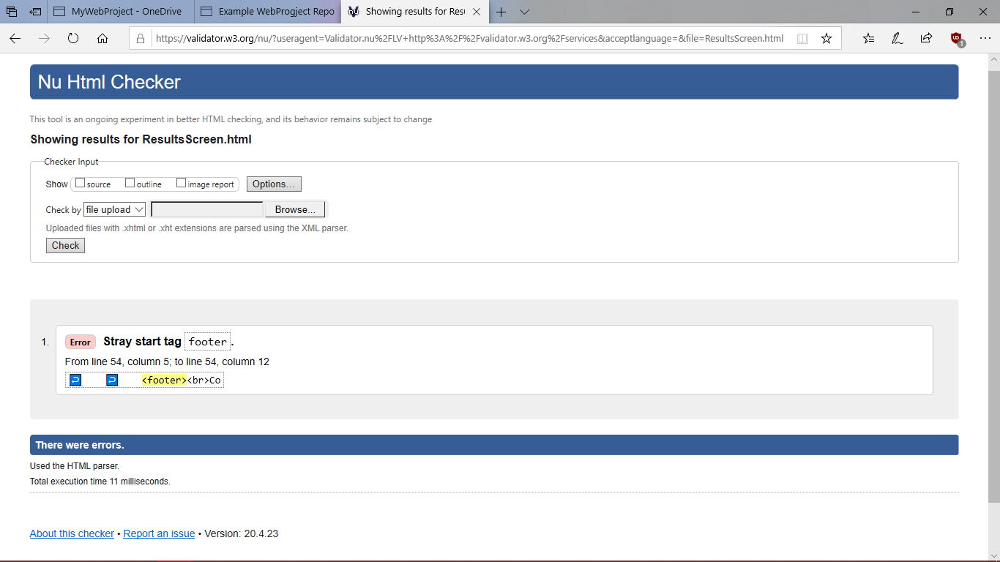 MyWebProject - OneDrive
Example WebProgject Repo
nu Showing results for Resu
https://validator.w3.org/nu/?useragent=Validator.nu%2FLV+http%3A%2F%2Fvalidator.w3.org%2Fservices&acceptlanguage=&file=ResultsScreen.html
1
Nu Html Checker
This tool is an ongoing experiment in better HTML checking, and its behavior remains subject to change
Showing results for ResultsScreen.html
Checker Input
Show source outline image report Options...
Check by file upload Browse...
Uploaded files with .xhtml or .xht extensions are parsed using the XML parser.
Check
1. Error Stray start tag footer.
From line 54, column 5; to line 54, column 12
<footer><br>Co
There were errors.
Used the HTML parser.
Total execution time 11 milliseconds.
About this checker • Report an issue • Version: 20.4.23